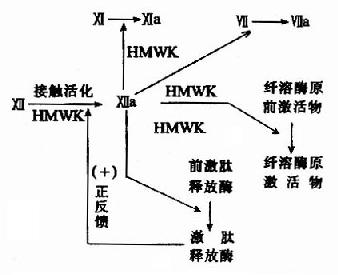 XI → XIa
VII → VIIa
HMWK
接触活化
HMWK
纤溶酶原
前激活物
XII
XIIa
HMWK
HMWK
(+)
正
反
馈
前激肽
释放酶
纤溶酶原
激活物
激 肽
释放酶